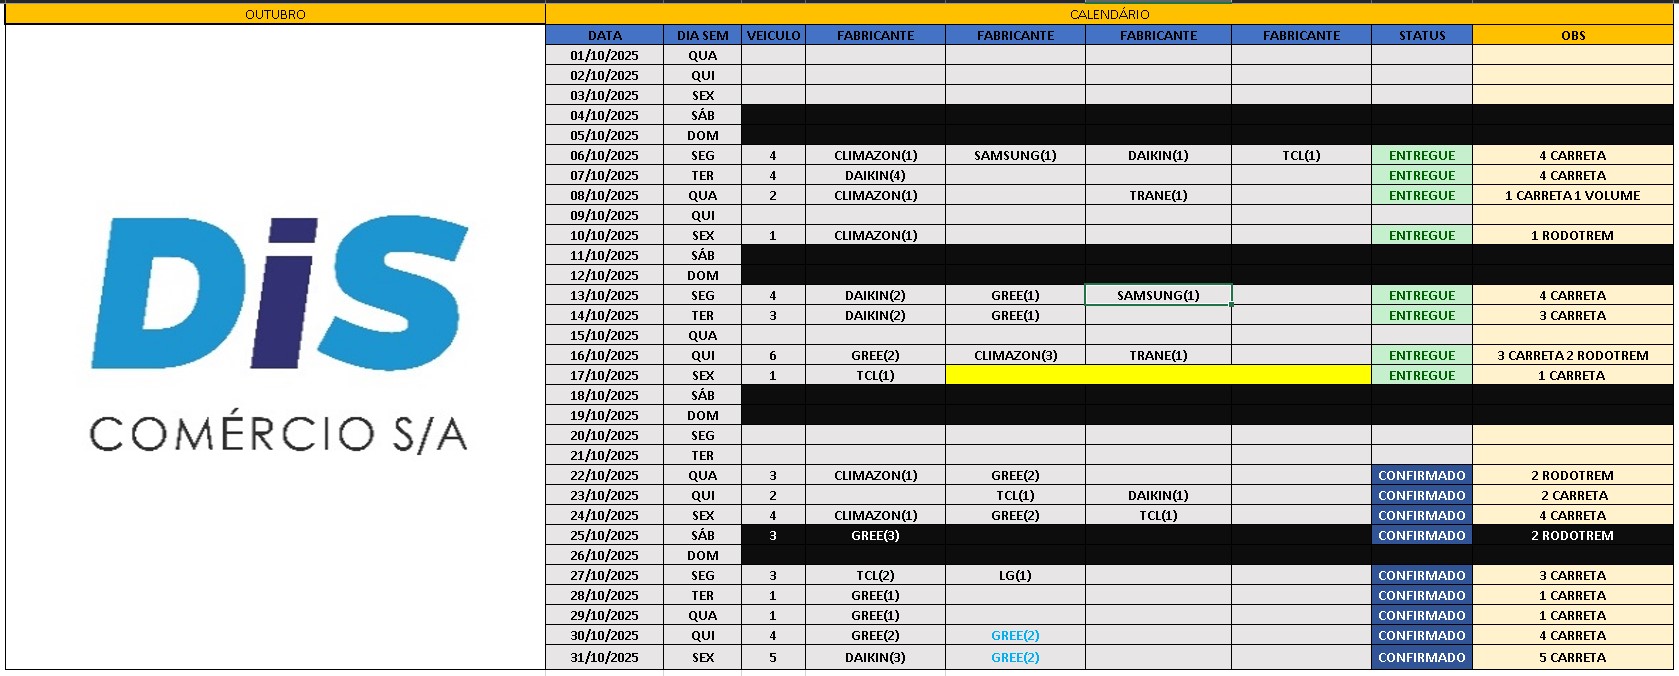 OUTUBRO CALENDÁRIO
DATA DIA SEM VEICULO FABRICANTE FABRICANTE FABRICANTE FABRICANTE STATUS OBS
01/10/2025 QUA
02/10/2025 QUI
03/10/2025 SEX
04/10/2025 SÁB
05/10/2025 DOM
06/10/2025 SEG 4 CLIMAZON(1) SAMSUNG(1) DAIKIN(1) TCL(1) ENTREGUE 4 CARRETA
07/10/2025 TER 4 DAIKIN(4) ENTREGUE 4 CARRETA
08/10/2025 QUA 2 CLIMAZON(1) TRANE(1) ENTREGUE 1 CARRETA 1 VOLUME
09/10/2025 QUI
10/10/2025 SEX 1 CLIMAZON(1) ENTREGUE 1 RODOTREM
11/10/2025 SÁB
12/10/2025 DOM
13/10/2025 SEG 4 DAIKIN(2) GREE(1) SAMSUNG(1) ENTREGUE 4 CARRETA
14/10/2025 TER 3 DAIKIN(2) GREE(1) ENTREGUE 3 CARRETA
15/10/2025 QUA
16/10/2025 QUI 6 GREE(2) CLIMAZON(3) TRANE(1) ENTREGUE 3 CARRETA 2 RODOTREM
17/10/2025 SEX 1 TCL(1) ENTREGUE 1 CARRETA
18/10/2025 SÁB
19/10/2025 DOM
20/10/2025 SEG
21/10/2025 TER
22/10/2025 QUA 3 CLIMAZON(1) GREE(2) CONFIRMADO 2 RODOTREM
23/10/2025 QUI 2 TCL(1) DAIKIN(1) CONFIRMADO 2 CARRETA
24/10/2025 SEX 4 CLIMAZON(1) GREE(2) TCL(1) CONFIRMADO 4 CARRETA
25/10/2025 SÁB 3 GREE(3) CONFIRMADO 2 RODOTREM
26/10/2025 DOM
27/10/2025 SEG 3 TCL(2) LG(1) CONFIRMADO 3 CARRETA
28/10/2025 TER 1 GREE(1) CONFIRMADO 1 CARRETA
29/10/2025 QUA 1 GREE(1) CONFIRMADO 1 CARRETA
30/10/2025 QUI 4 GREE(2) GREE(2) CONFIRMADO 4 CARRETA
31/10/2025 SEX 5 DAIKIN(3) GREE(2) CONFIRMADO 5 CARRETA
DiS
COMÉRCIO S/A